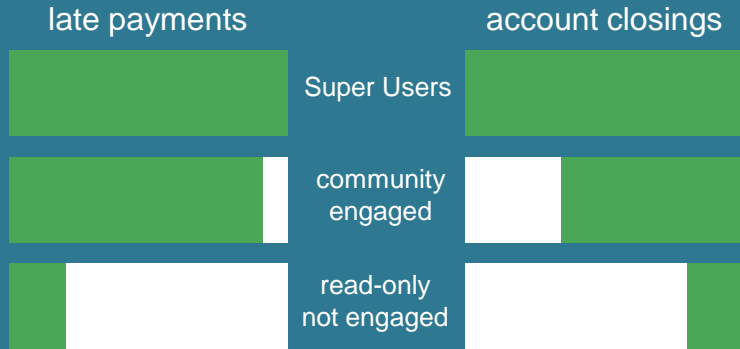 late payments
account closings
Super Users
community
engaged
read-only
not engaged